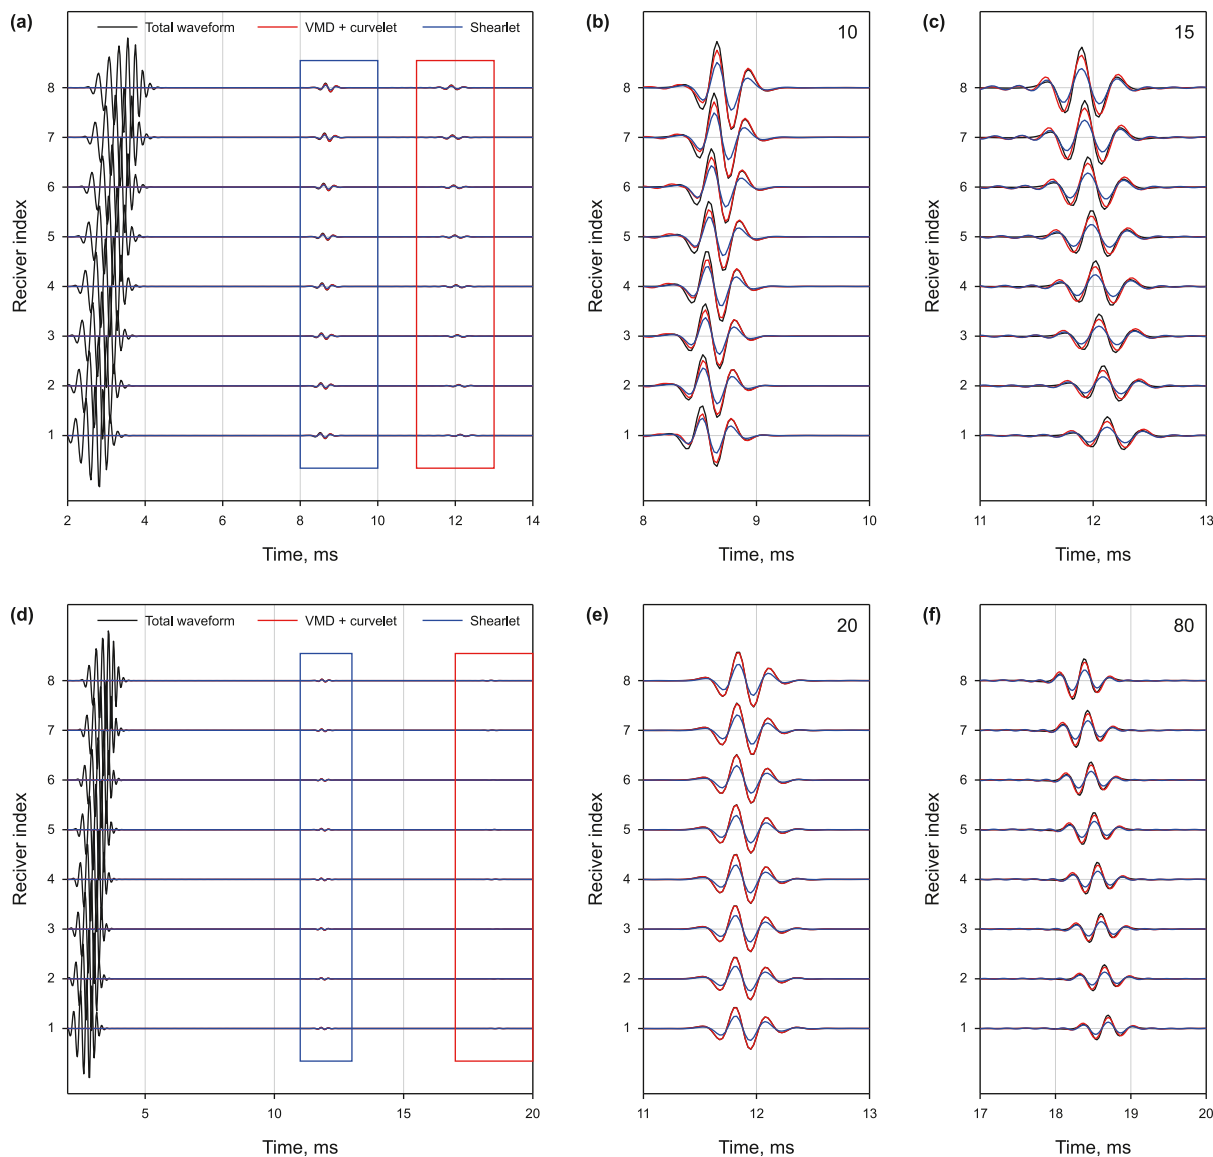 (a)
Total waveform
VMD + curvelet
Shearlet
8
7
6
5
4
3
2
1
Reciver index
2 4 6 8 10 12 14
Time, ms
(b)
10
8
7
6
5
4
3
2
1
Reciver index
8 9 10
Time, ms
(c)
15
8
7
6
5
4
3
2
1
Reciver index
11 12 13
Time, ms
(d)
Total waveform
VMD + curvelet
Shearlet
8
7
6
5
4
3
2
1
Reciver index
5 10 15 20
Time, ms
(e)
20
8
7
6
5
4
3
2
1
Reciver index
11 12 13
Time, ms
(f)
80
8
7
6
5
4
3
2
1
Reciver index
17 18 19 20
Time, ms